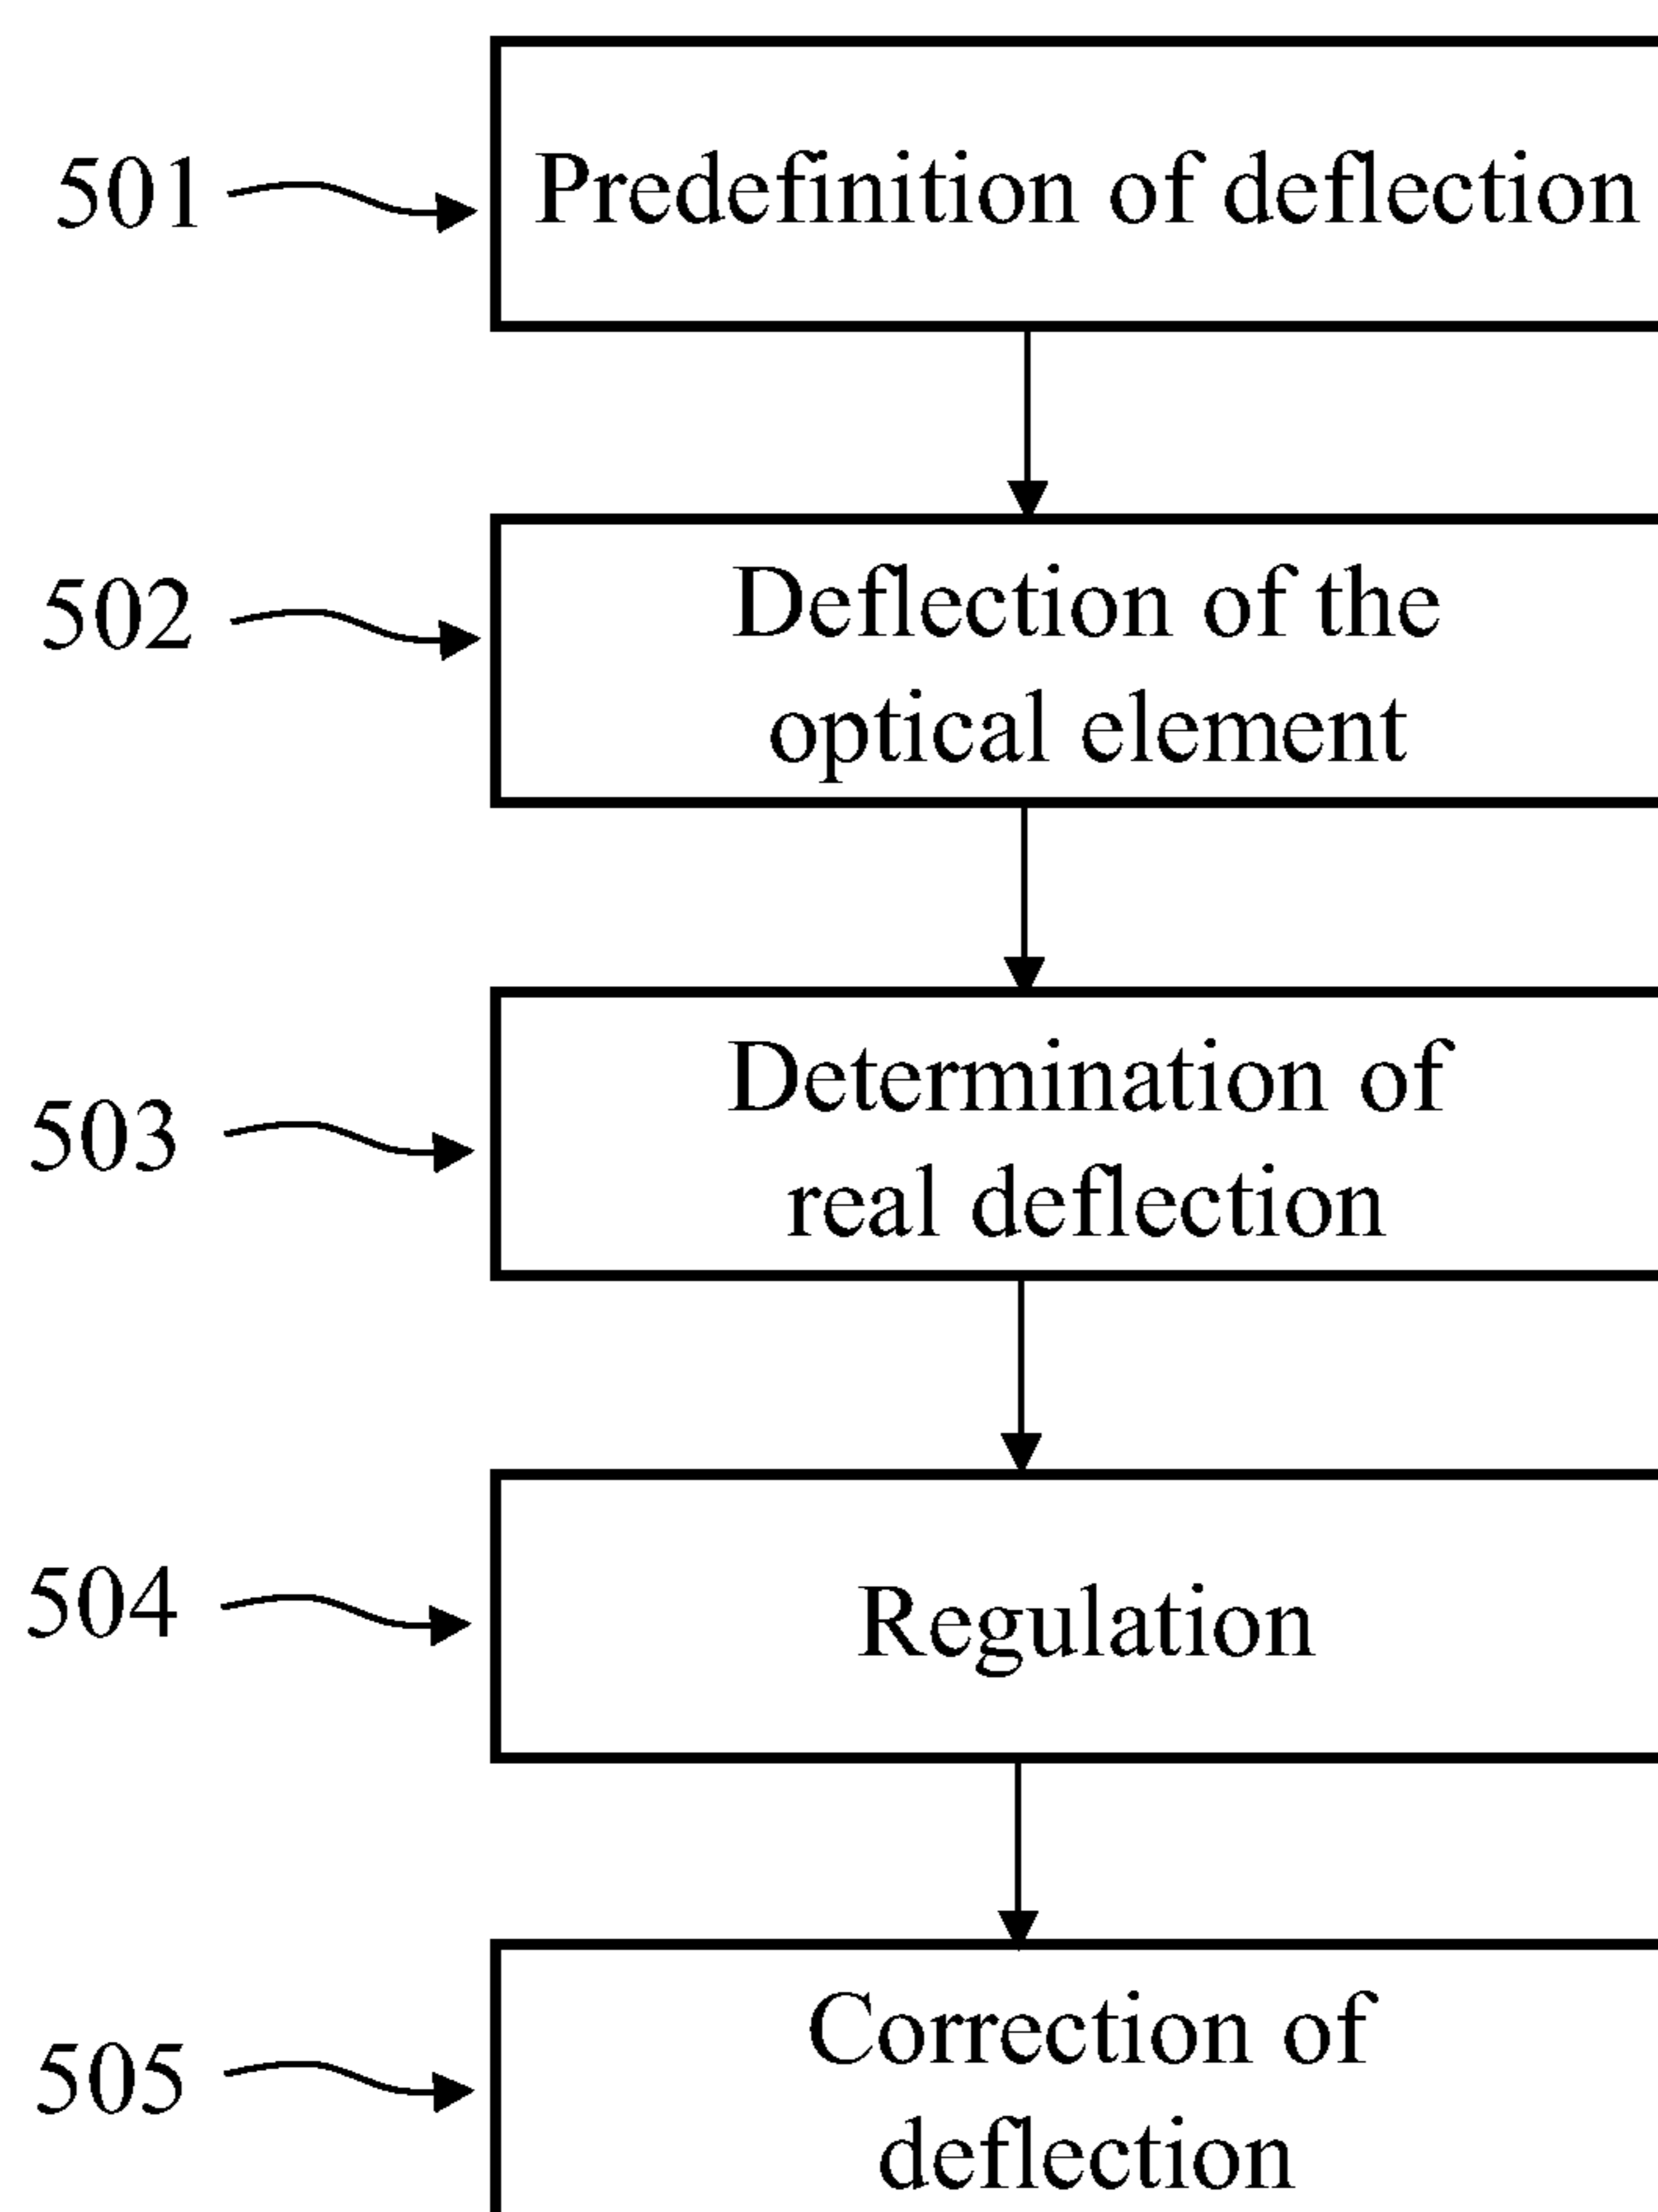 501
Predefinition of deflection
502
Deflection of the
optical element
503
Determination of
real deflection
504
Regulation
505
Correction of
deflection